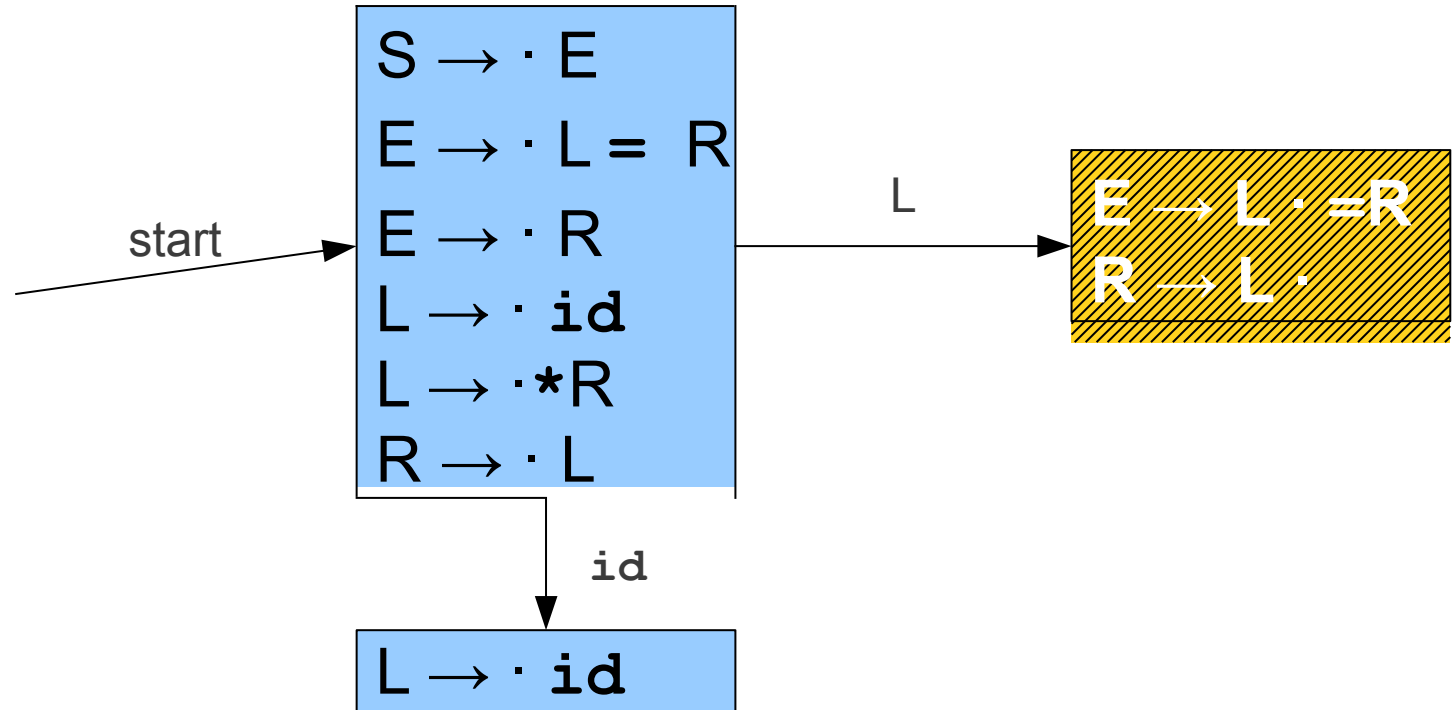 S → · E
E → · L = R
E → · R
L → · id
L → ·*R
R → · L
start
L
E → L · =R
R → L ·
id
L → · id